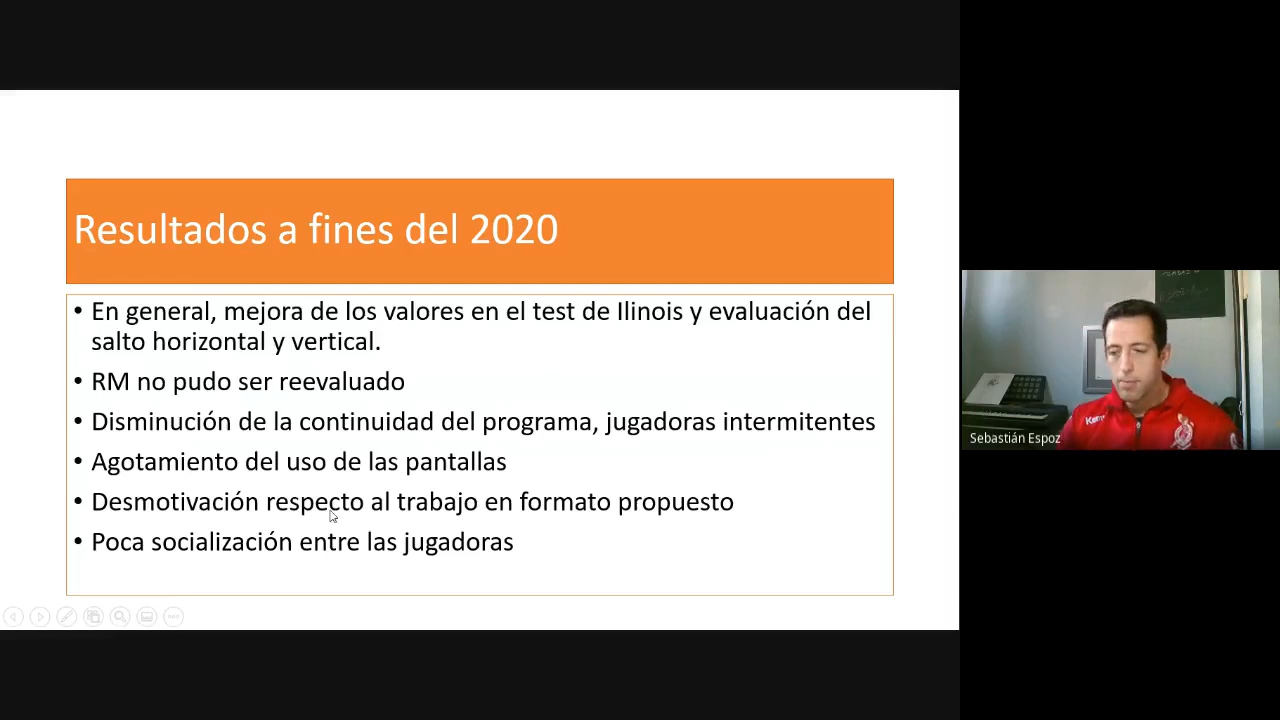 Resultados a fines del 2020
• En general, mejora de los valores en el test de Ilinois y evaluación del
salto horizontal y vertical.
• RM no pudo ser reevaluado
• Disminución de la continuidad del programa, jugadoras intermitentes
• Agotamiento del uso de las pantallas
• Desmotivación respecto al trabajo en formato propuesto
• Poca socialización entre las jugadoras
Sebastián Espoz